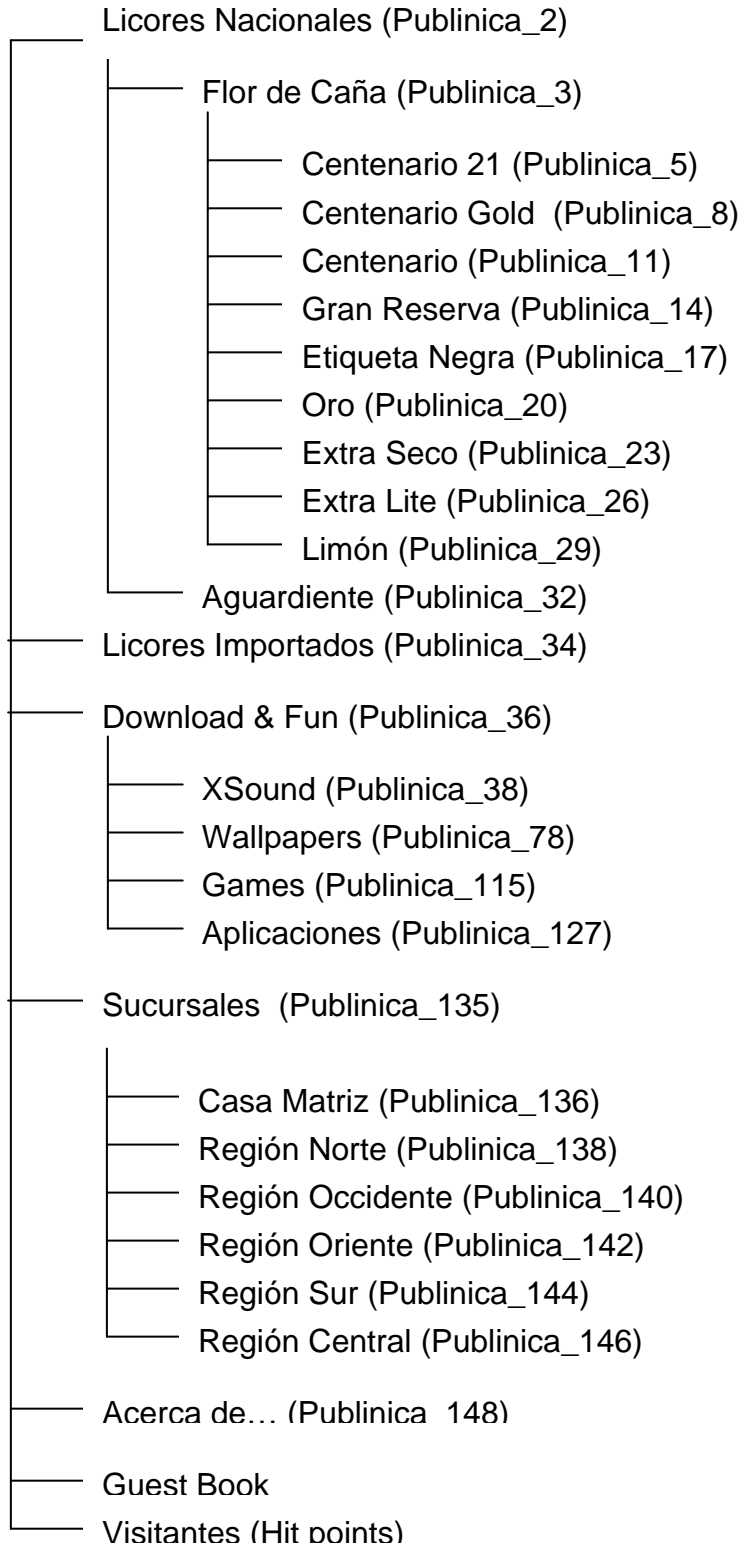 Licores Nacionales (Publinica_2)
Flor de Caña (Publinica_3)
Centenario 21 (Publinica_5)
Centenario Gold  (Publinica_8)
Centenario (Publinica_11)
Gran Reserva (Publinica_14)
Etiqueta Negra (Publinica_17)
Oro (Publinica_20)
Extra Seco (Publinica_23)
Extra Lite (Publinica_26)
Limón (Publinica_29)
Aguardiente (Publinica_32)
Licores Importados (Publinica_34)
Download & Fun (Publinica_36)
XSound (Publinica_38)
Wallpapers (Publinica_78)
Games (Publinica_115)
Aplicaciones (Publinica_127)
Sucursales  (Publinica_135)
Casa Matriz (Publinica_136)
Región Norte (Publinica_138)
Región Occidente (Publinica_140)
Región Oriente (Publinica_142)
Región Sur (Publinica_144)
Región Central (Publinica_146)
Acerca de… (Publinica_148)
Guest Book
Visitantes (Hit points)